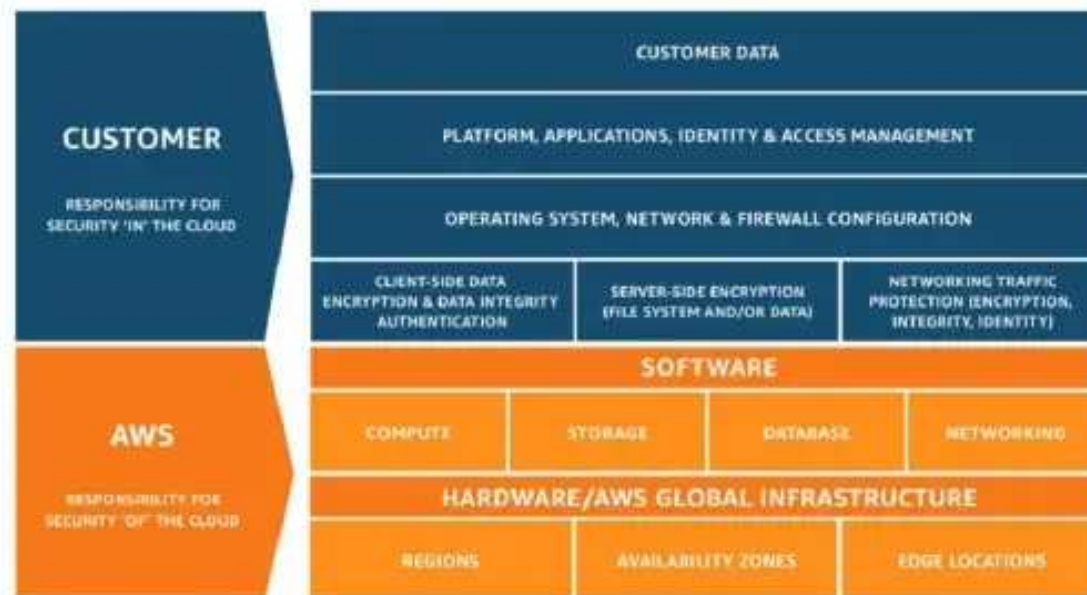 CUSTOMER
RESPONSIBILITY FOR
SECURITY 'IN' THE CLOUD
CUSTOMER DATA
PLATFORM, APPLICATIONS, IDENTITY & ACCESS MANAGEMENT
OPERATING SYSTEM, NETWORK & FIREWALL CONFIGURATION
CLIENT-SIDE DATA
ENCRYPTION & DATA INTEGRITY
AUTHENTICATION
SERVER-SIDE ENCRYPTION
(FILE SYSTEM AND/OR DATA)
NETWORKING TRAFFIC
PROTECTION (ENCRYPTION,
INTEGRITY, IDENTITY)
AWS
RESPONSIBILITY FOR
SECURITY 'OF' THE CLOUD
SOFTWARE
COMPUTE
STORAGE
DATABASE
NETWORKING
HARDWARE/AWS GLOBAL INFRASTRUCTURE
REGIONS
AVAILABILITY ZONES
EDGE LOCATIONS